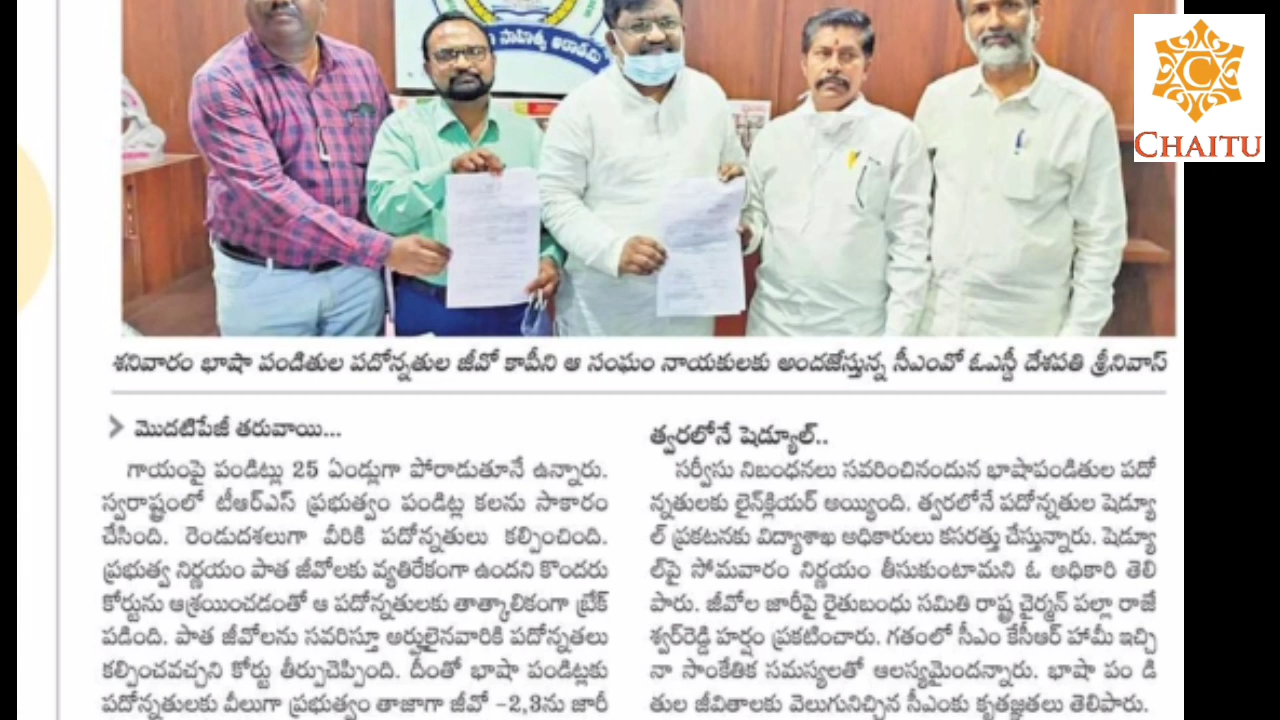 సాహిత్య అకాడమి
CHAITU
శనివారం భాషా పండితుల పదోన్నతుల జీవో కాపీని ఆ సంఘం నాయకులకు అందజేస్తున్న సీఎంవో ఓఎస్డీ దేశపతి శ్రీనివాస్
మొదటిపేజీ తరువాయి...
గాయంపై పండిట్లు 25 ఏండ్లుగా పోరాడుతూనే ఉన్నారు.
స్వరాష్ట్రంలో టీఆర్ఎస్ ప్రభుత్వం పండిట్ల కలను సాకారం
చేసింది. రెండుదశలుగా వీరికి పదోన్నతులు కల్పించింది.
ప్రభుత్వ నిర్ణయం పాత జీవోలకు వ్యతిరేకంగా ఉందని కొందరు
కోర్టును ఆశ్రయించడంతో ఆ పదోన్నతులకు తాత్కాలికంగా బ్రేక్
పడింది. పాత జీవోలను సవరిస్తూ అర్హులైనవారికి పదోన్నతలు
కల్పించవచ్చని కోర్టు తీర్పుచెప్పింది. దీంతో భాషా పండిట్లకు
పదోన్నతులకు వీలుగా ప్రభుత్వం తాజాగా జీవో -2,3ను జారీ
త్వరలోనే షెడ్యూల్..
సర్వీసు నిబంధనలు సవరించినందున భాషాపండితుల పదో
న్నతులకు లైన్‌క్లియర్ అయ్యింది. త్వరలోనే పదోన్నతుల షెడ్యూ
ల్ ప్రకటనకు విద్యాశాఖ అధికారులు కసరత్తు చేస్తున్నారు. షెడ్యూ
ల్‌పై సోమవారం నిర్ణయం తీసుకుంటామని ఓ అధికారి తెలి
పారు. జీవోల జారీపై రైతుబంధు సమితి రాష్ట్ర చైర్మన్ పల్లా రాజే
శ్వర్‌రెడ్డి హర్షం ప్రకటించారు. గతంలో సీఎం కేసీఆర్ హామీ ఇచ్చి
నా సాంకేతిక సమస్యలతో ఆలస్యమైందన్నారు. భాషా పం డి
తుల జీవితాలకు వెలుగునిచ్చిన సీఎంకు కృతజ్ఞతలు తెలిపారు.